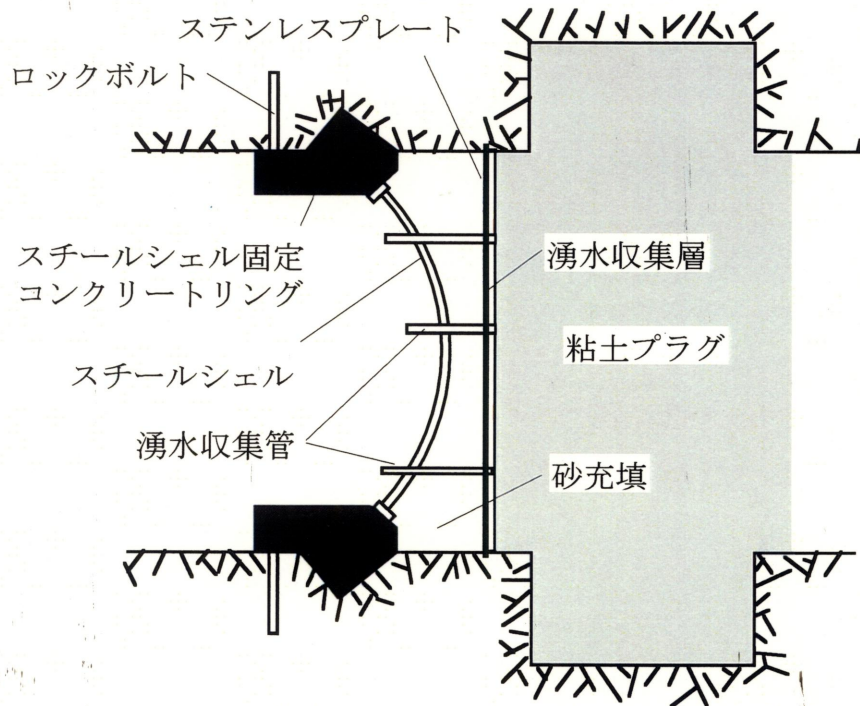 ステンレスプレート
ロックボルト
スチールシェル固定
コンクリートリング
湧水収集層
粘土プラグ
スチールシェル
湧水収集管
砂充填